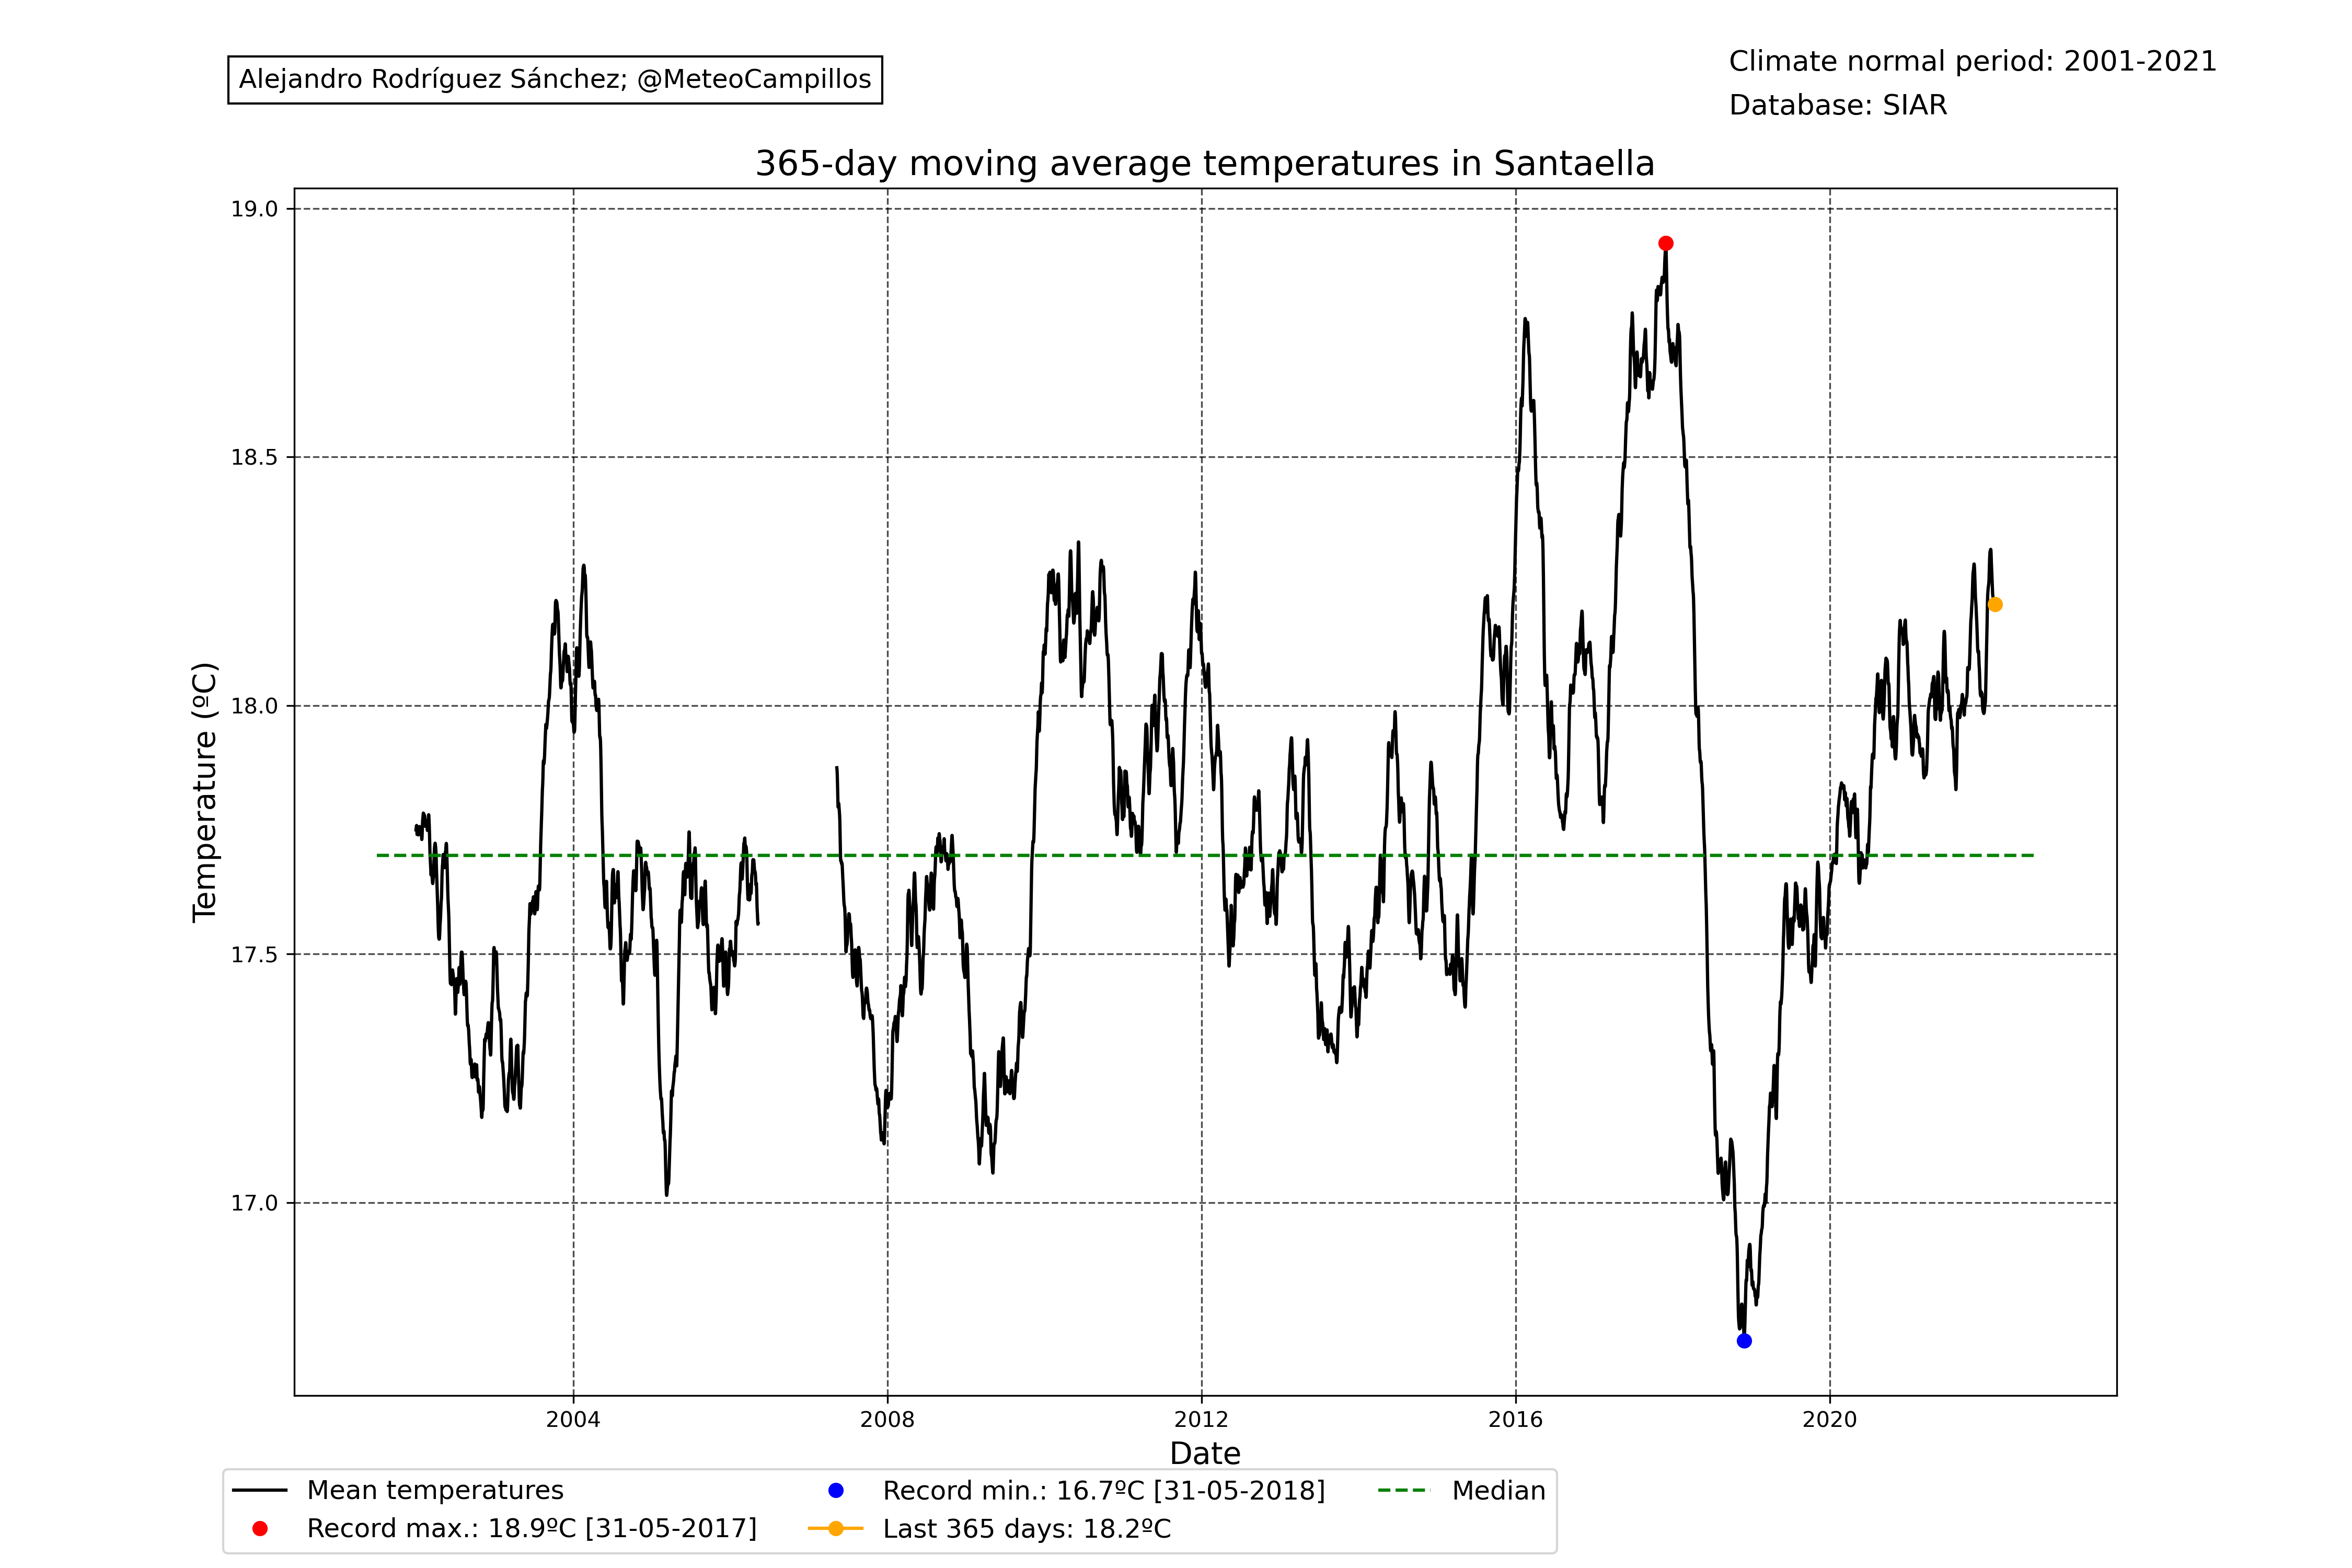 Alejandro Rodríguez Sánchez; @MeteoCampillos
Climate normal period: 2001-2021
Database: SIAR
365-day moving average temperatures in Santaella
19.0
18.5
18.0
17.5
17.0
Temperature (ºC)
2004 2008 2012 2016 2020
Date
Mean temperatures
Record max.: 18.9ºC [31-05-2017]
Record min.: 16.7ºC [31-05-2018]
Last 365 days: 18.2ºC
Median